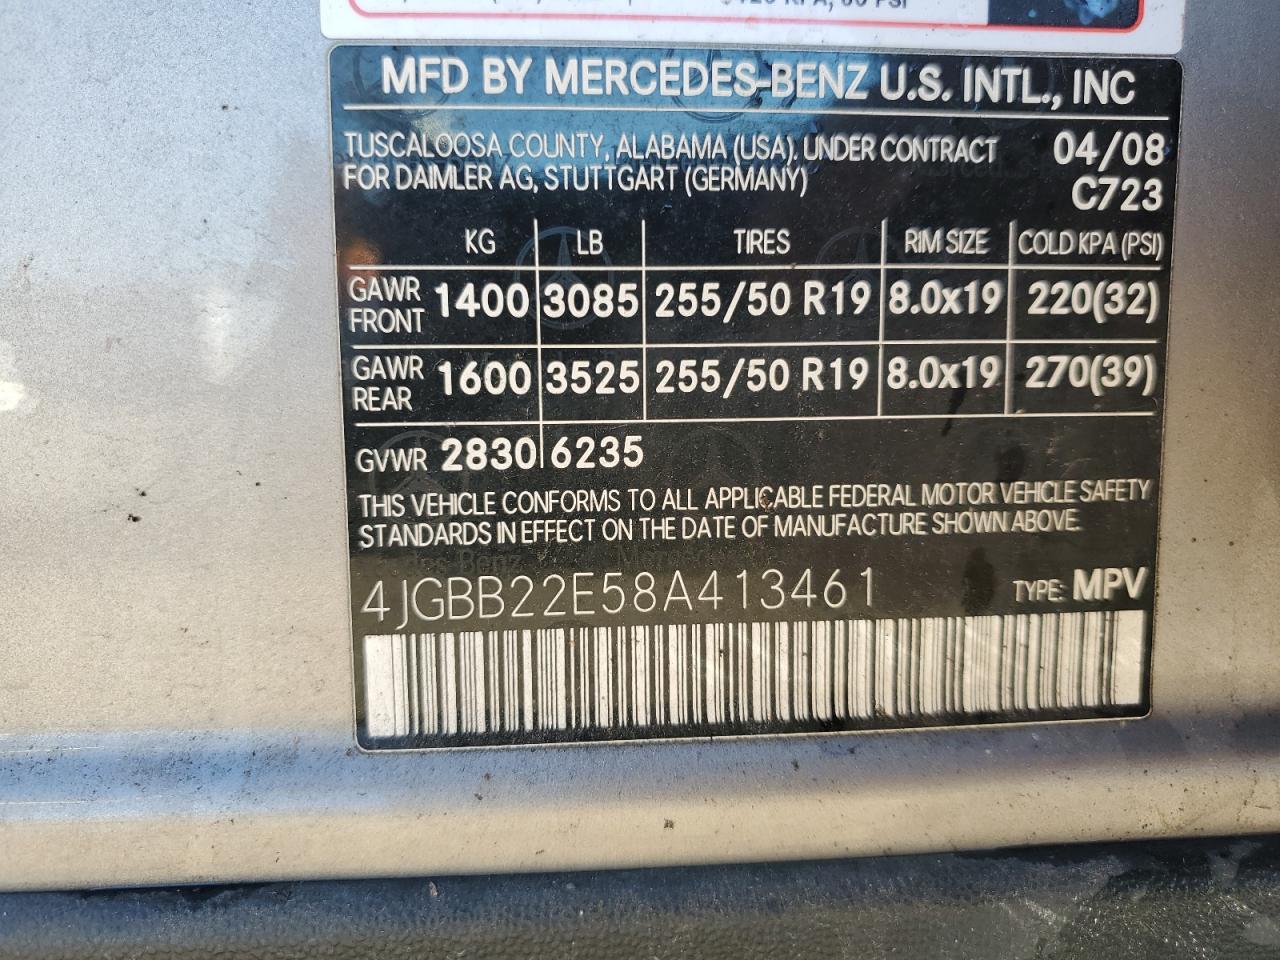 MFD BY MERCEDES-BENZ U.S. INTL., INC
TUSCALOOSA COUNTY, ALABAMA (USA), UNDER CONTRACT 04/08
FOR DAIMLER AG, STUTTGART (GERMANY) C723
KG LB TIRES RIM SIZE COLD KPA (PSI)
GAWR FRONT 1400 3085 255/50 R19 8.0x19 220(32)
GAWR REAR 1600 3525 255/50 R19 8.0x19 270(39)
GVWR 2830 6235
THIS VEHICLE CONFORMS TO ALL APPLICABLE FEDERAL MOTOR VEHICLE SAFETY
STANDARDS IN EFFECT ON THE DATE OF MANUFACTURE SHOWN ABOVE.
4JGBB22E58A413461 TYPE: MPV